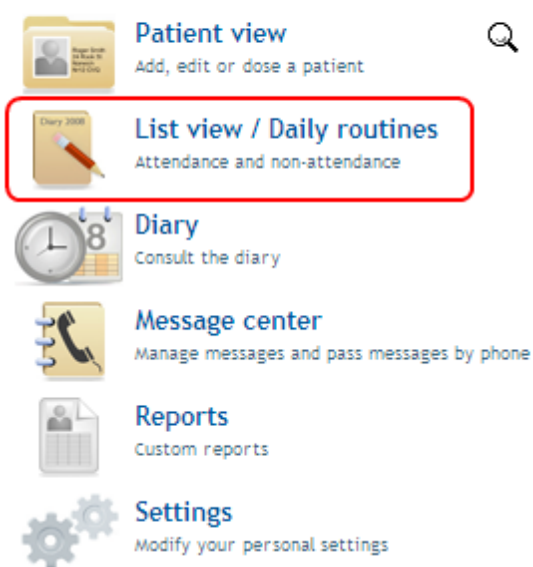 Patient view
Add, edit or dose a patient
Diary 2008
List view / Daily routines
Attendance and non-attendance
8
Diary
Consult the diary
Message center
Manage messages and pass messages by phone
Reports
Custom reports
Settings
Modify your personal settings